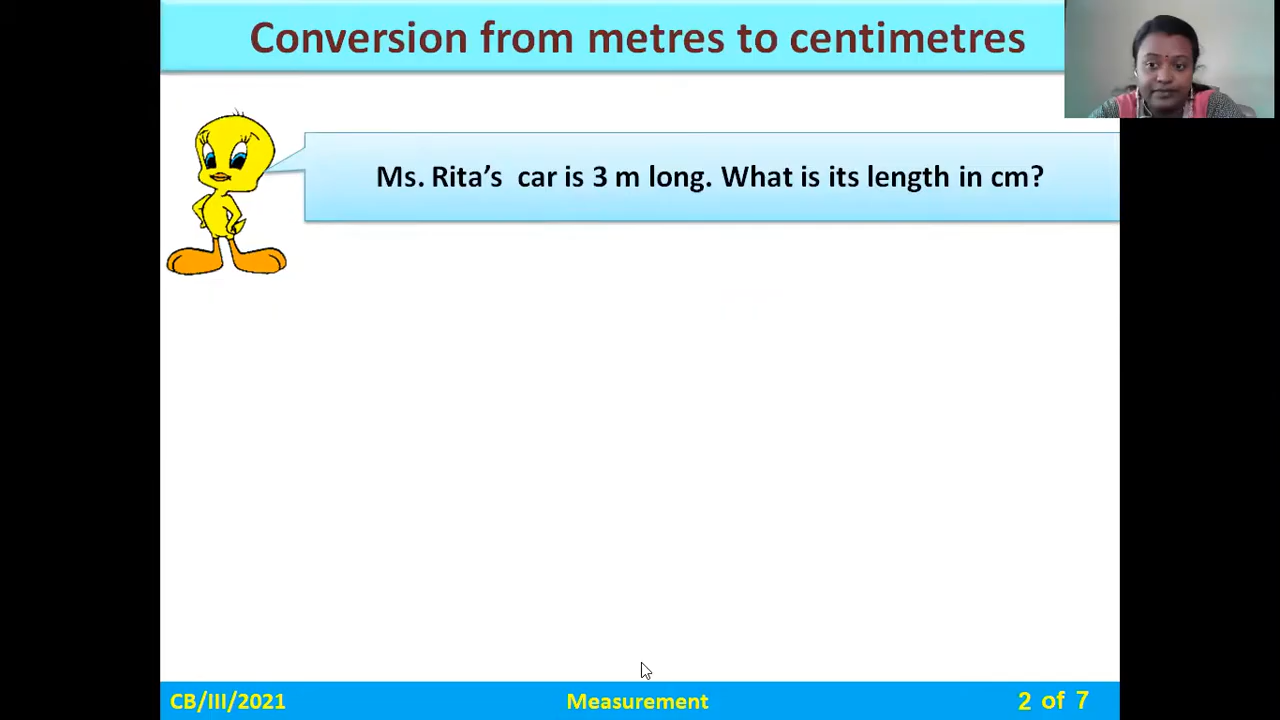 Conversion from metres to centimetres
Ms. Rita’s car is 3 m long. What is its length in cm?
CB/III/2021
Measurement
2 of 7